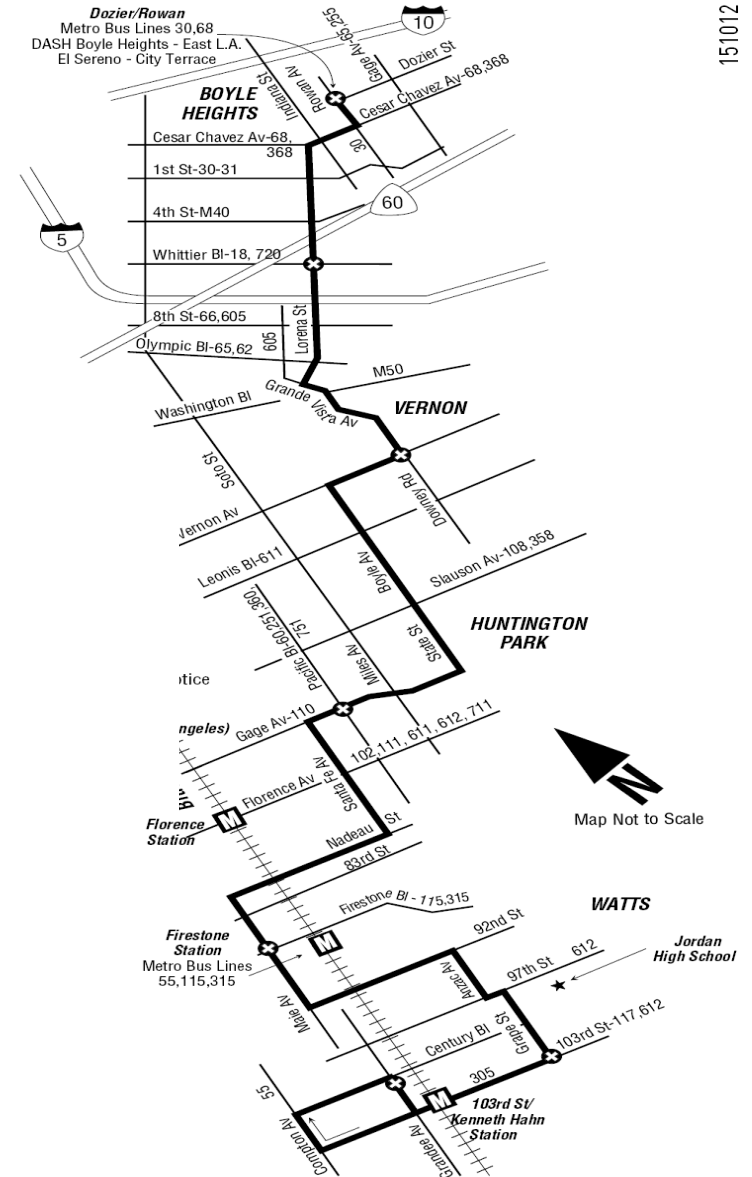 151012
Dozier/Rowan
Metro Bus Lines 30,68
DASH Boyle Heights - East L.A.
El Sereno - City Terrace
10
Gage Av-65,255
Rowan Av
Indiana St
Dozier St
Cesar Chavez Av-68,368
BOYLE
HEIGHTS
Cesar Chavez Av-68,
368
30
1st St-30-31
60
4th St-M40
5
Whittier Bl-18, 720
8th St-66,605
605
Lorena St
Olympic Bl-65,62
M50
Grande Vista Av
Washington Bl
VERNON
Soto St
Downey Rd
Vernon Av
Boyle Av
Leonis Bl-611
Slauson Av-108,358
Pacific Bl-60,251,360,
751
Miles Av
State St
HUNTINGTON
PARK
otice
ngeles)
Gage Av-110
102,111, 611, 612, 711
Santa Fe Av
Florence Av
M
Florence
Station
N
Map Not to Scale
Nadeau St
83rd St
Firestone Bl - 115,315
WATTS
Firestone
Station
Metro Bus Lines
55,115,315
M
92nd St
Jordan
High School
612
97th St
Anzac Av
Maie Av
Grape St
103rd St-117,612
Century Bl
305
55
M
103rd St/
Kenneth Hahn
Station
Compton Av
Grandee Av